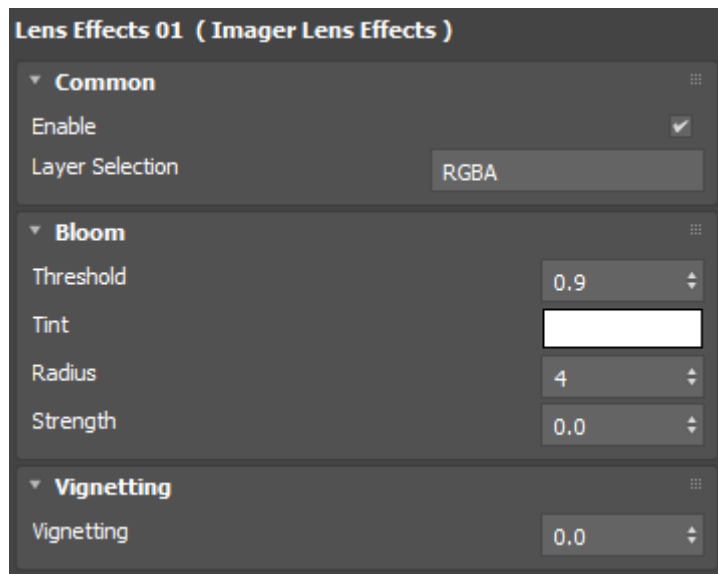 Lens Effects 01 ( Imager Lens Effects )
Common
Enable
Layer Selection RGBA
Bloom
Threshold 0.9
Tint
Radius 4
Strength 0.0
Vignetting
Vignetting 0.0